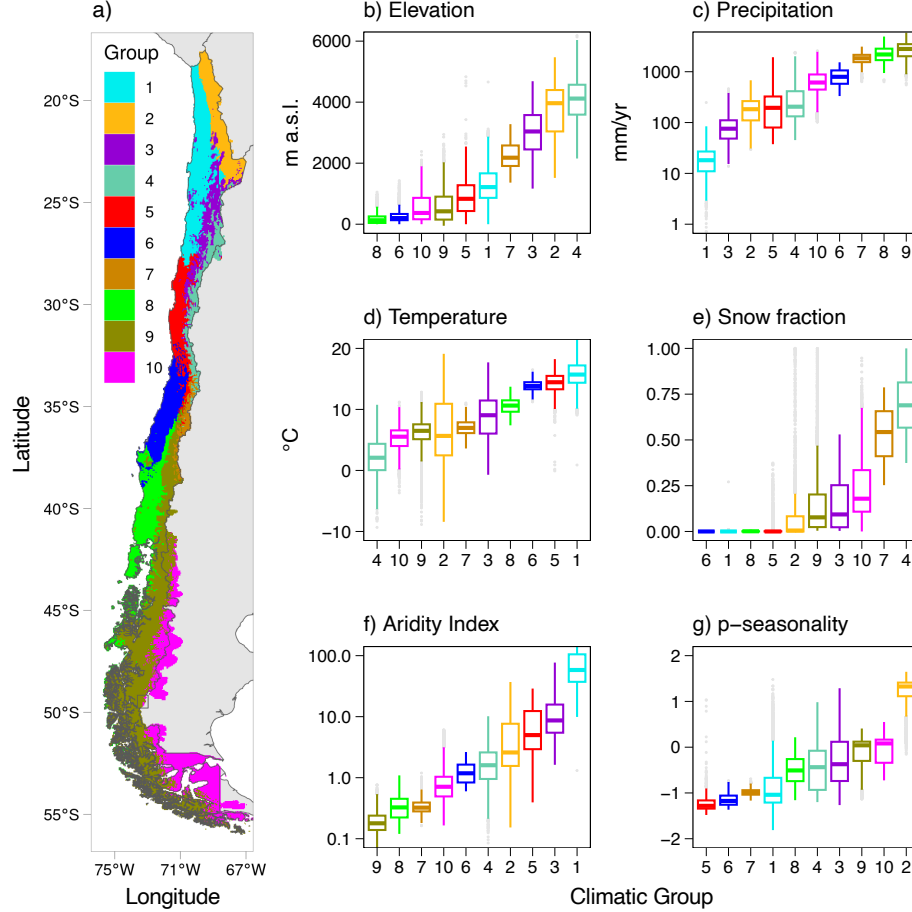 a)
Group
1
2
3
4
5
6
7
8
9
10
20°S
25°S
30°S
35°S
40°S
45°S
50°S
55°S
Latitude
75°W 71°W 67°W
Longitude
b) Elevation
m a.s.l.
6000
4000
2000
0
8 6 10 9 5 1 7 3 2 4
c) Precipitation
mm/yr
1000
100
10
1
1 3 2 5 4 10 6 7 8 9
d) Temperature
°C
20
10
0
−10
4 10 9 2 7 3 8 6 5 1
e) Snow fraction
1.00
0.75
0.50
0.25
0.00
6 1 8 5 2 9 3 10 7 4
f) Aridity Index
100.0
10.0
1.0
0.1
9 8 7 10 6 4 2 5 3 1
g) p−seasonality
2
1
0
−1
−2
5 6 7 1 8 4 3 9 10 2
Climatic Group